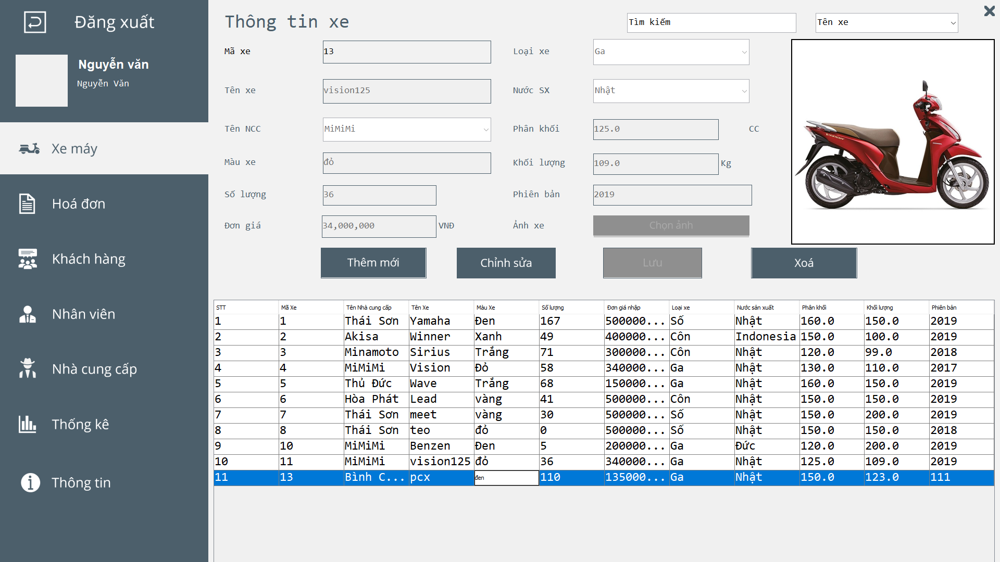 Đăng xuất
Nguyễn văn
Nguyễn Văn
Xe máy
Hoá đơn
Khách hàng
Nhân viên
Nhà cung cấp
Thống kê
Thông tin
Thông tin xe
Tìm kiếm
Tên xe
Mã xe 13 Loại xe Ga
Tên xe vision125 Nước SX Nhật
Tên NCC MiMiMi Phân khối 125.0 CC
Màu xe đỏ Khối lượng 109.0 Kg
Số lượng 36 Phiên bản 2019
Đơn giá 34,000,000 VNĐ Ảnh xe Chọn ảnh
VISION
HONDA
Thêm mới Chỉnh sửa Lưu Xoá
STT Mã Xe Tên Nhà cung cấp Tên Xe Màu Xe Số lượng Đơn giá nhập Loại xe Nước sản xuất Phân khối Khối lượng Phiên bản
1 1 Thái Sơn Yamaha Đen 167 500000... Số Nhật 160.0 150.0 2019
2 2 Akisa Winner Xanh 49 400000... Côn Indonesia 150.0 100.0 2019
3 3 Minamoto Sirius Trắng 71 300000... Côn Nhật 120.0 99.0 2018
4 4 MiMiMi Vision Đỏ 58 340000... Ga Nhật 130.0 110.0 2017
5 5 Thủ Đức Wave Trắng 68 150000... Ga Nhật 160.0 150.0 2019
6 6 Hòa Phát Lead vàng 41 500000... Côn Nhật 150.0 150.0 2019
7 7 Thái Sơn meet vàng 30 500000... Số Nhật 150.0 200.0 2019
8 8 Thái Sơn teo đỏ 0 500000... Số Nhật 150.0 150.0 2018
9 10 MiMiMi Benzen Đen 5 200000... Ga Đức 120.0 200.0 2019
10 11 MiMiMi vision125 đỏ 36 340000... Ga Nhật 125.0 109.0 2019
11 13 Bình C... pcx đen 110 135000... Ga Nhật 150.0 123.0 111